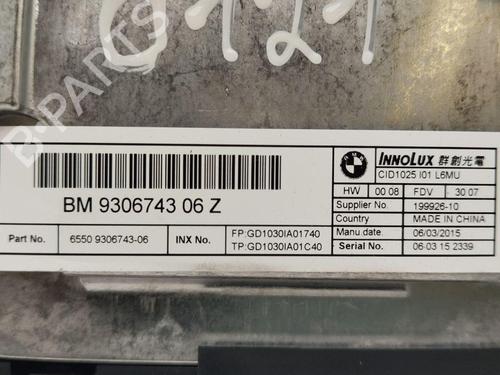 0121
B-PARTS
BM 9306743 06 Z
INNOLUX 群創光電
CID1025 I01 L6MU
HW 00 08 FDV 30 07
Supplier No. 199926-10
Country MADE IN CHINA
Manu.date 06/03/2015
Serial No. 06 03 15 2339
Part No. 6550 9306743-06 INX No. FP:GD1030IA01740
TP:GD1030IA01C40